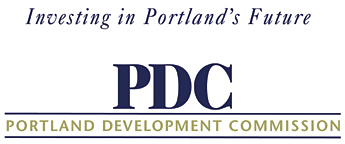 Investing in Portland's Future
PDC
PORTLAND DEVELOPMENT COMMISSION